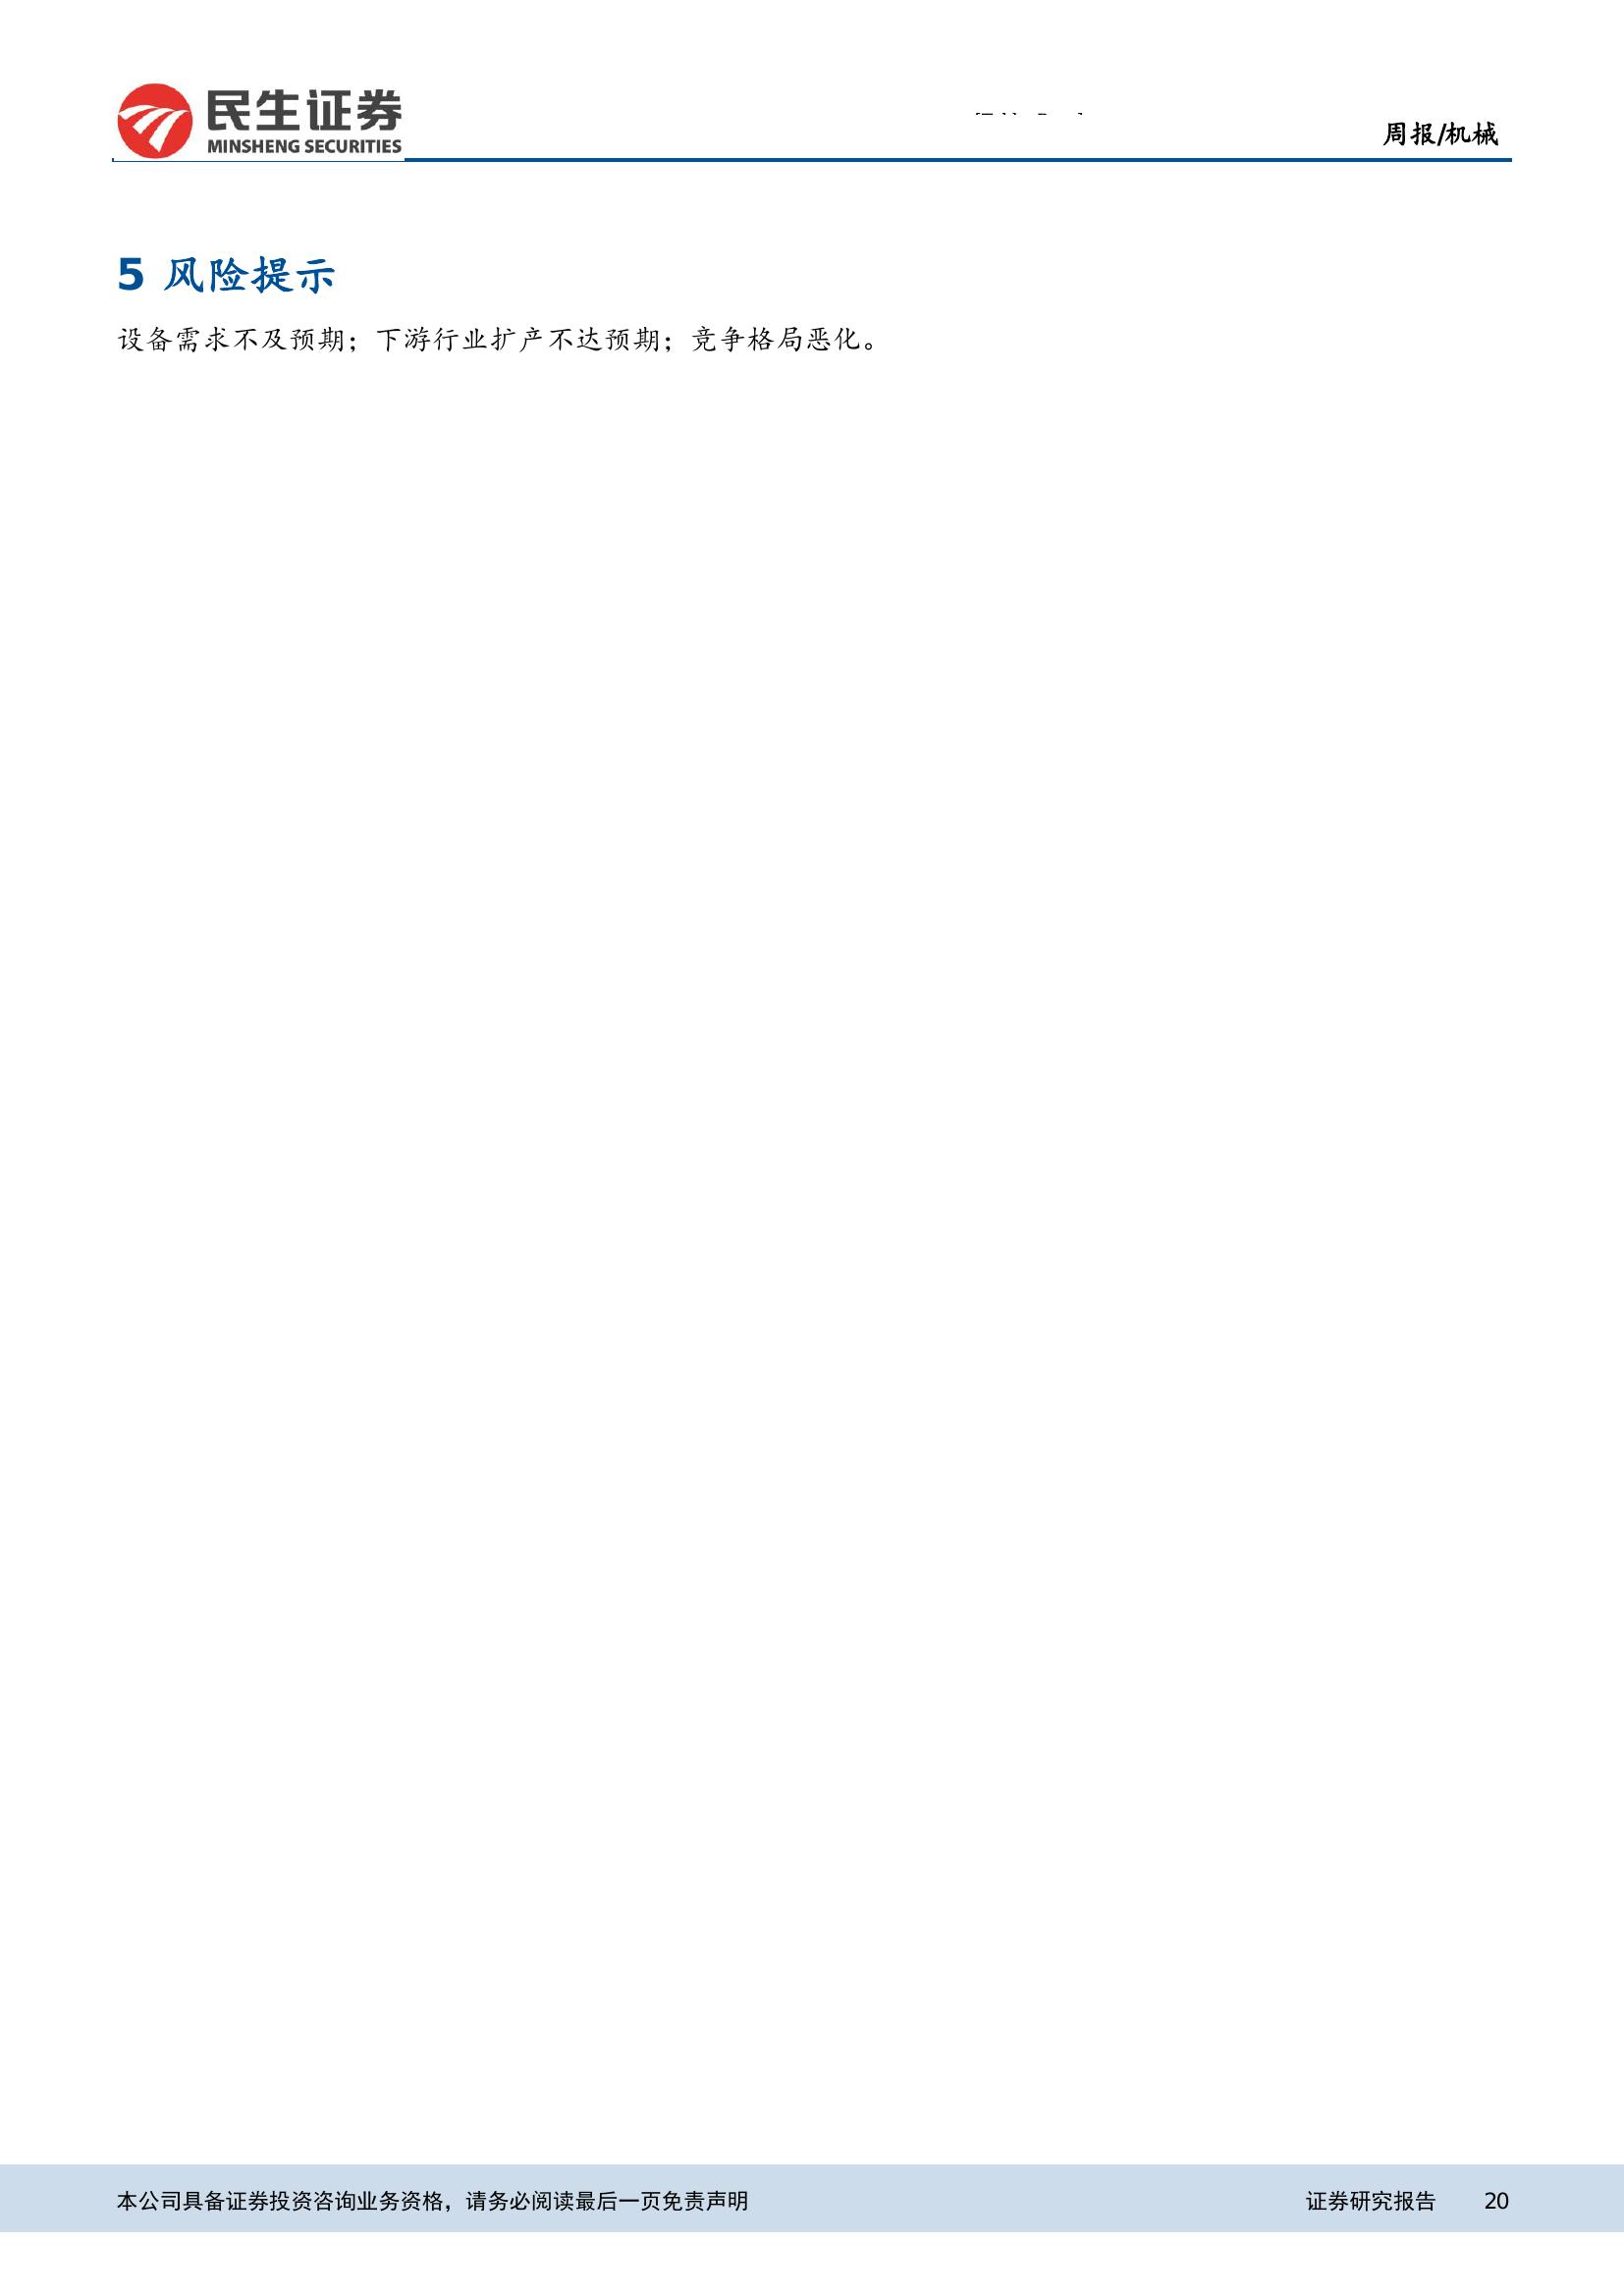 民生证券
MINSHENG SECURITIES
周报/机械
5 风险提示
设备需求不及预期；下游行业扩产不达预期；竞争格局恶化。
本公司具备证券投资咨询业务资格，请务必阅读最后一页免责声明
证券研究报告 20